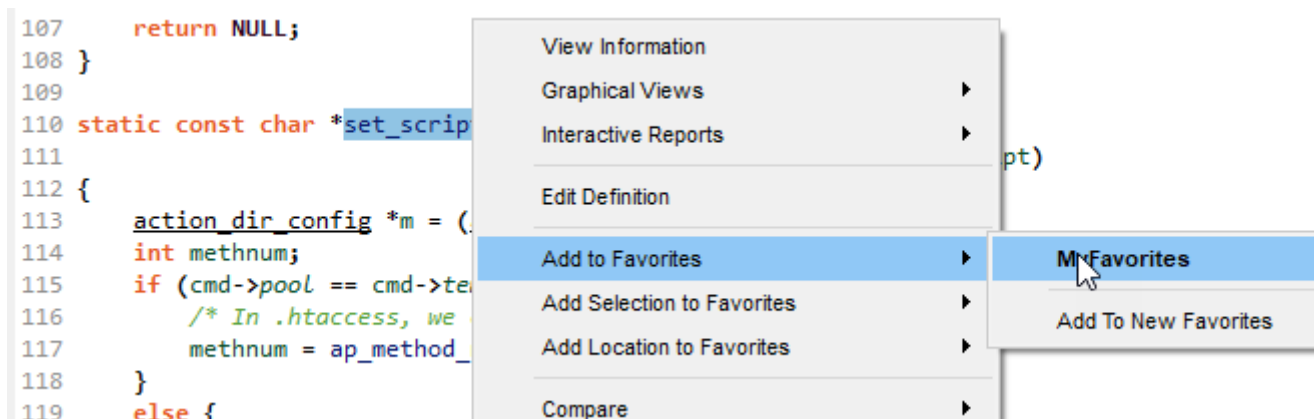 107 return NULL;
108 }
109
110 static const char *set_scrip
111 pt)
112 {
113 action_dir_config *m = (
114 int methnum;
115 if (cmd->pool == cmd->te
116 /* In .htaccess, we
117 methnum = ap_method_
118 }
119 else {
View Information
Graphical Views
Interactive Reports
Edit Definition
Add to Favorites
Add Selection to Favorites
Add Location to Favorites
Compare
MyFavorites
Add To New Favorites